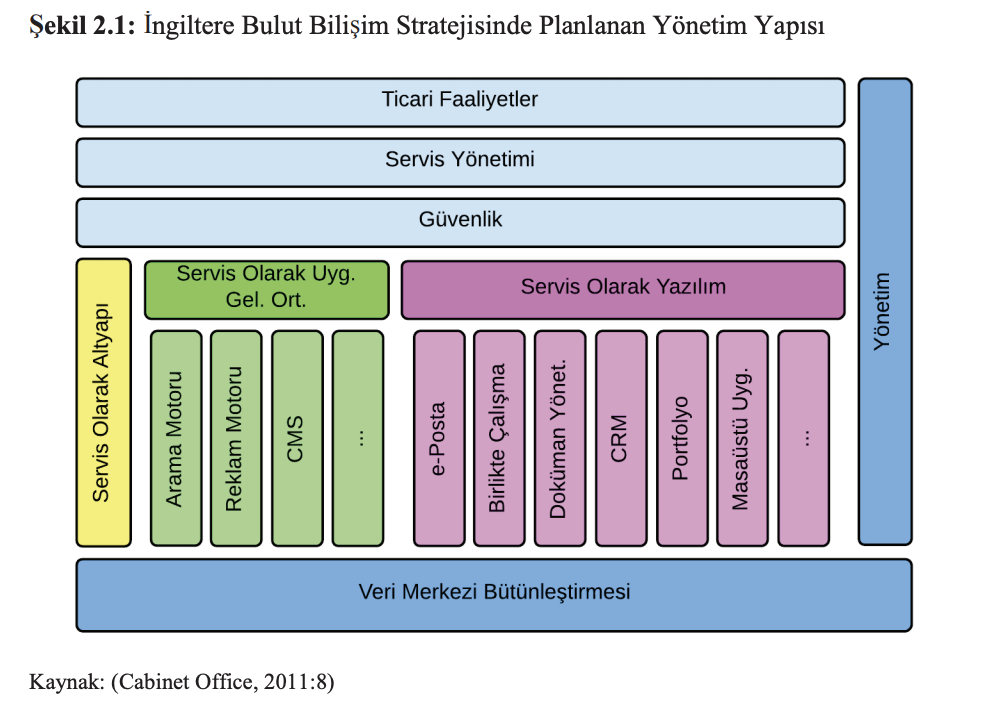 Şekil 2.1: İngiltere Bulut Bilişim Stratejisinde Planlanan Yönetim Yapısı
Ticari Faaliyetler
Servis Yönetimi
Güvenlik
Yönetim
Servis Olarak Altyapı
Servis Olarak Uyg.
Gel. Ort.
Servis Olarak Yazılım
Arama Motoru
Reklam Motoru
CMS
...
e-Posta
Birlikte Çalışma
Doküman Yönet.
CRM
Portfolyo
Masaüstü Uyg.
...
Veri Merkezi Bütünleştirmesi
Kaynak: (Cabinet Office, 2011:8)